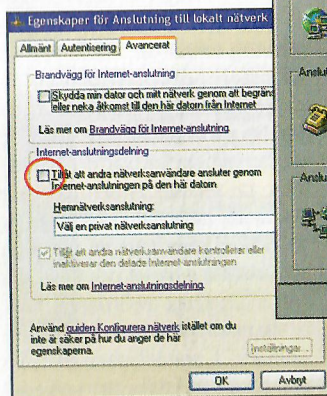 Egenskaper för Anslutning till lokalt nätverk
Allmänt Autentisering Avancerat
Brandvägg för Internet-anslutning
Skydda min dator och mitt nätverk genom att begräns
eller neka åtkomst till den här datorn från Internet
Läs mer om Brandvägg för Internet-anslutning.
Internet-anslutningsdelning
Tillåt att andra nätverksanvändare ansluter genom
Internet-anslutningen på den här datorn
Hemnätverksanslutning:
Välj en privat nätverksanslutning
Tillåt att andra nätverksanvändare kontrollerar eller
inaktiverar den delade Internet-anslutningen
Läs mer om Internet-anslutningsdelning.
Använd guiden Konfigurera nätverk istället om du
inte är säker på hur du anger de här
egenskaperna.
Inställningar...
OK Avbryt
Anslu
Anslu